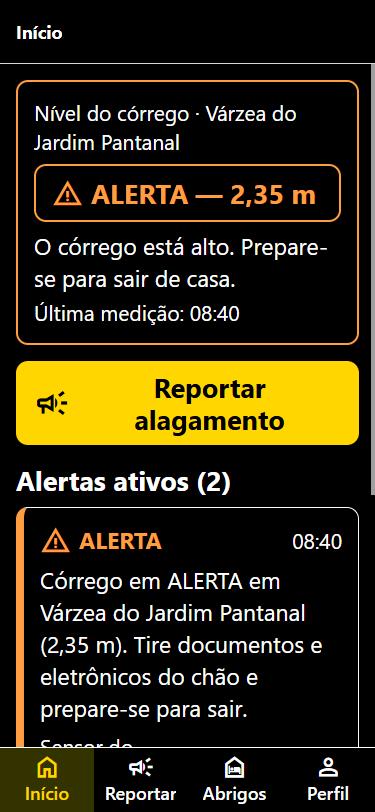 Início
Nível do córrego · Várzea do
Jardim Pantanal
ALERTA — 2,35 m
O córrego está alto. Prepare-
se para sair de casa.
Última medição: 08:40
Reportar
alagamento
Alertas ativos (2)
ALERTA 08:40
Córrego em ALERTA em
Várzea do Jardim Pantanal
(2,35 m). Tire documentos e
eletrônicos do chão e
prepare-se para sair.
Sensor do
Início Reportar Abrigos Perfil